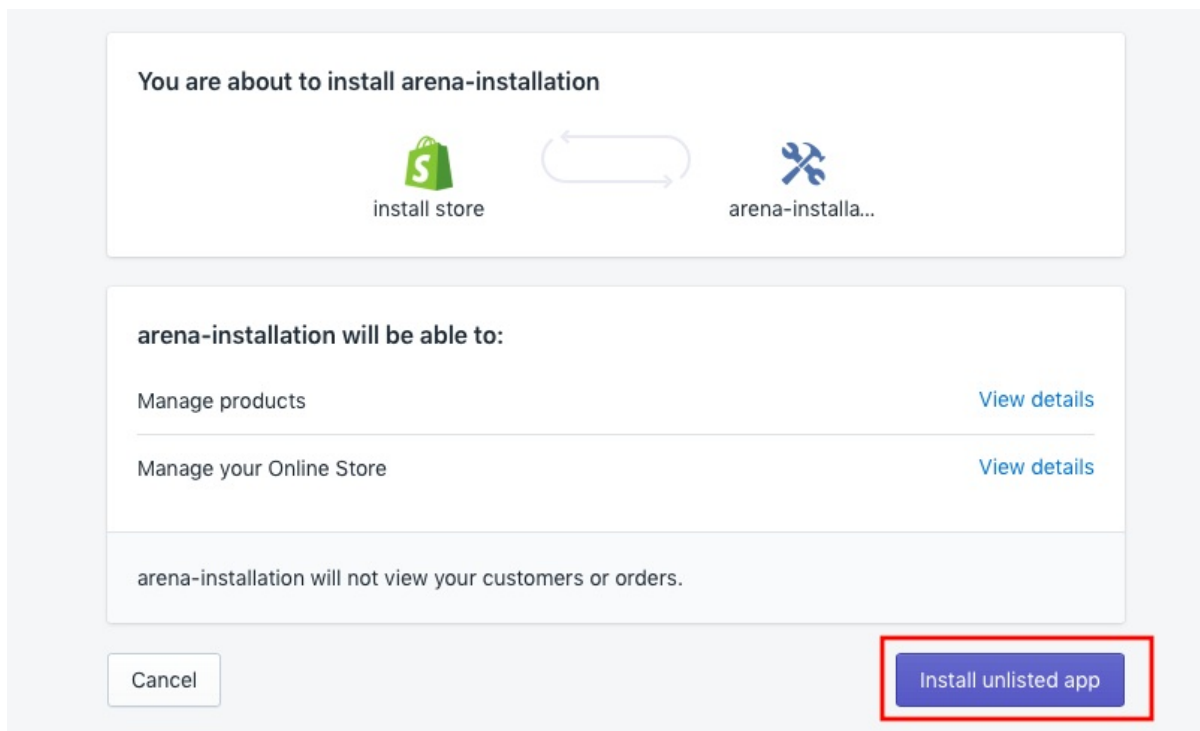 You are about to install arena-installation
install store
arena-installa...
arena-installation will be able to:
Manage products View details
Manage your Online Store View details
arena-installation will not view your customers or orders.
Cancel Install unlisted app